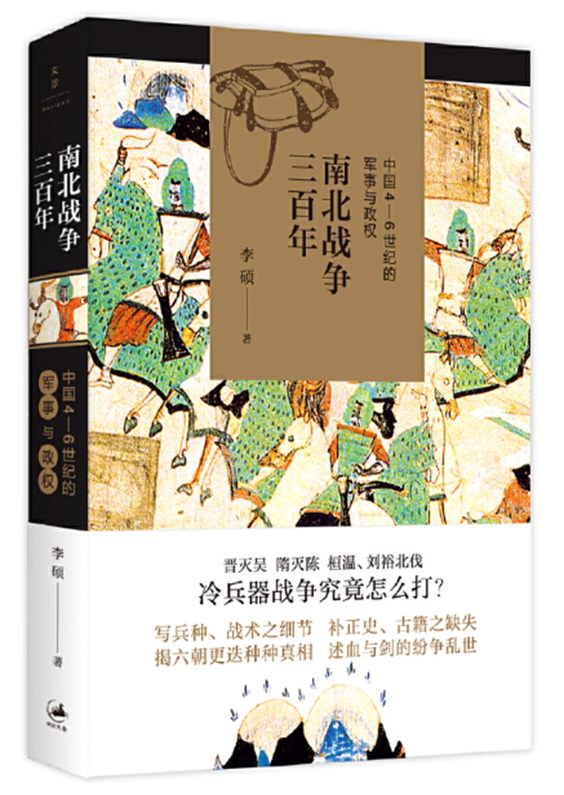 文景
南北战争
三百年
中国4—6世纪的
军事与政权
李硕
著
中国4—6世纪的
军事与政权
南北战争
三百年
李硕
著
晋灭吴 隋灭陈 桓温、刘裕北伐
冷兵器战争究竟怎么打?
写兵种、战术之细节 补正史、古籍之缺失
揭六朝更迭种种真相 述血与剑的纷争乱世